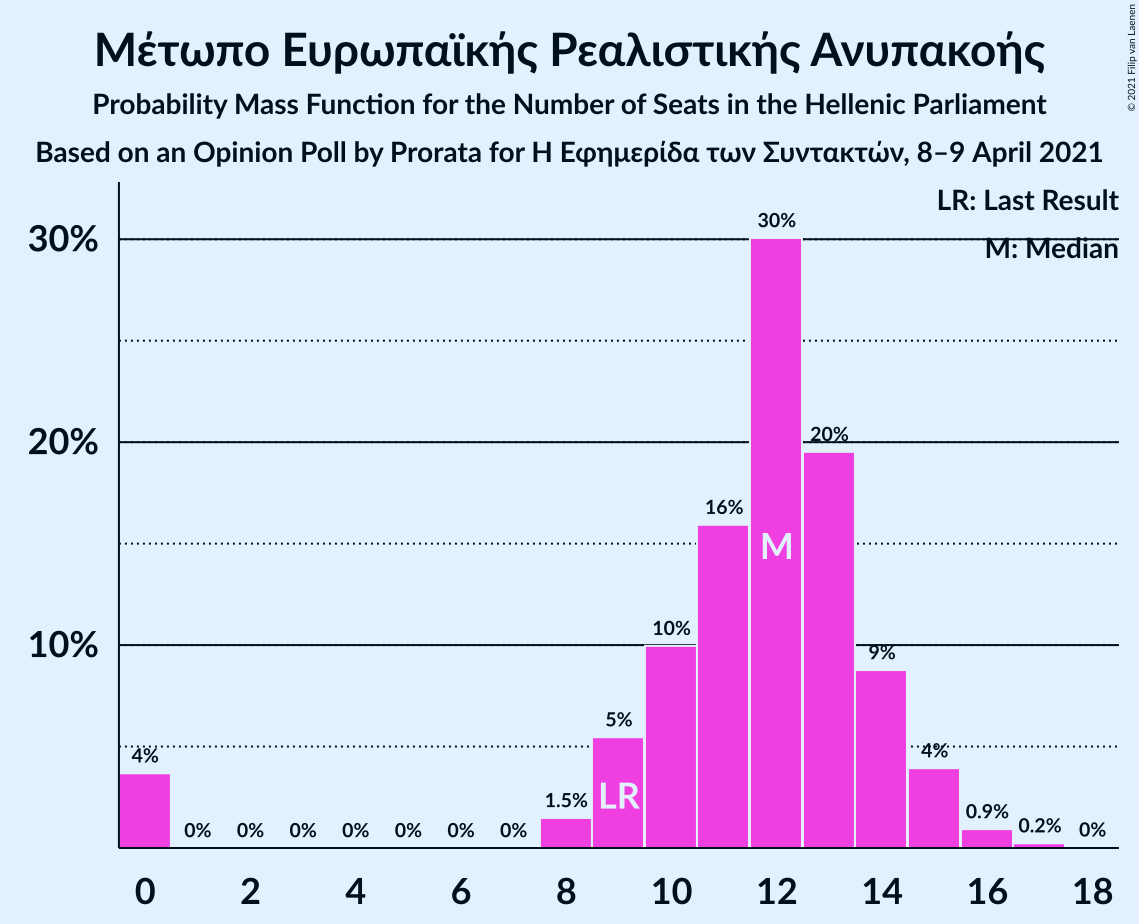 Μέτωπο Ευρωπαϊκής Ρεαλιστικής Ανυπακοής
Probability Mass Function for the Number of Seats in the Hellenic Parliament
Based on an Opinion Poll by Prorata for Η Εφημερίδα των Συντακτών, 8–9 April 2021
© 2021 Filip van Laenen
LR: Last Result
M: Median
30%
20%
10%
4%
0%
0%
0%
0%
0%
0%
0%
1.5%
5%
10%
16%
30%
20%
9%
4%
0.9%
0.2%
0%
LR
M
0 2 4 6 8 10 12 14 16 18